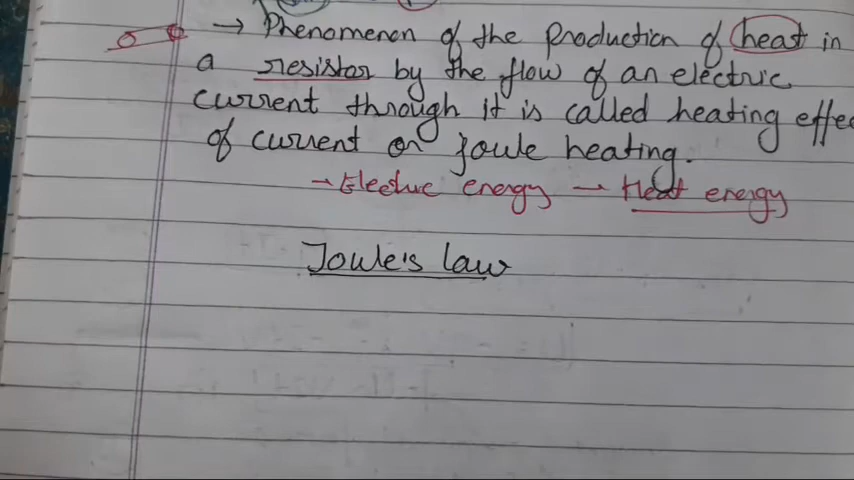 → Phenomenon of the production of heat in
a resistor by the flow of an electric
current through it is called heating effec
of current or joule heating.
→ Electric energy → Heat energy
Joule's law